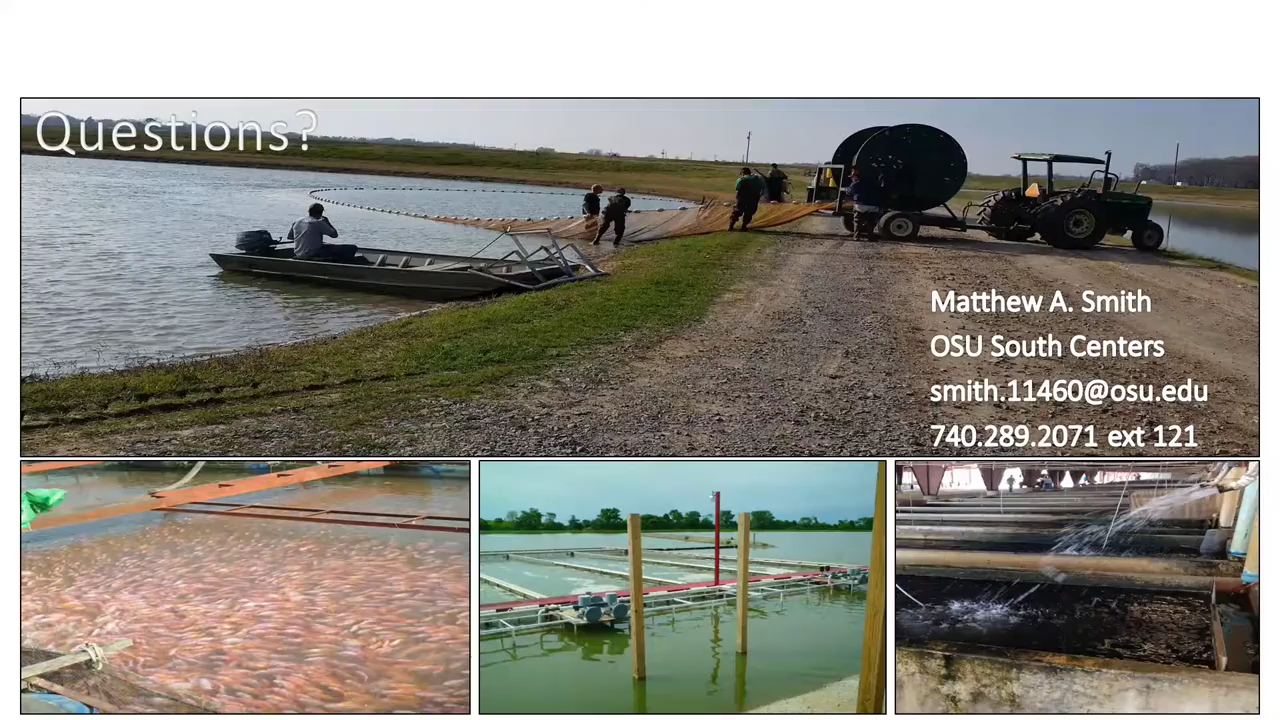 Questions?
Matthew A. Smith
OSU South Centers
smith.11460@osu.edu
740.289.2071 ext 121